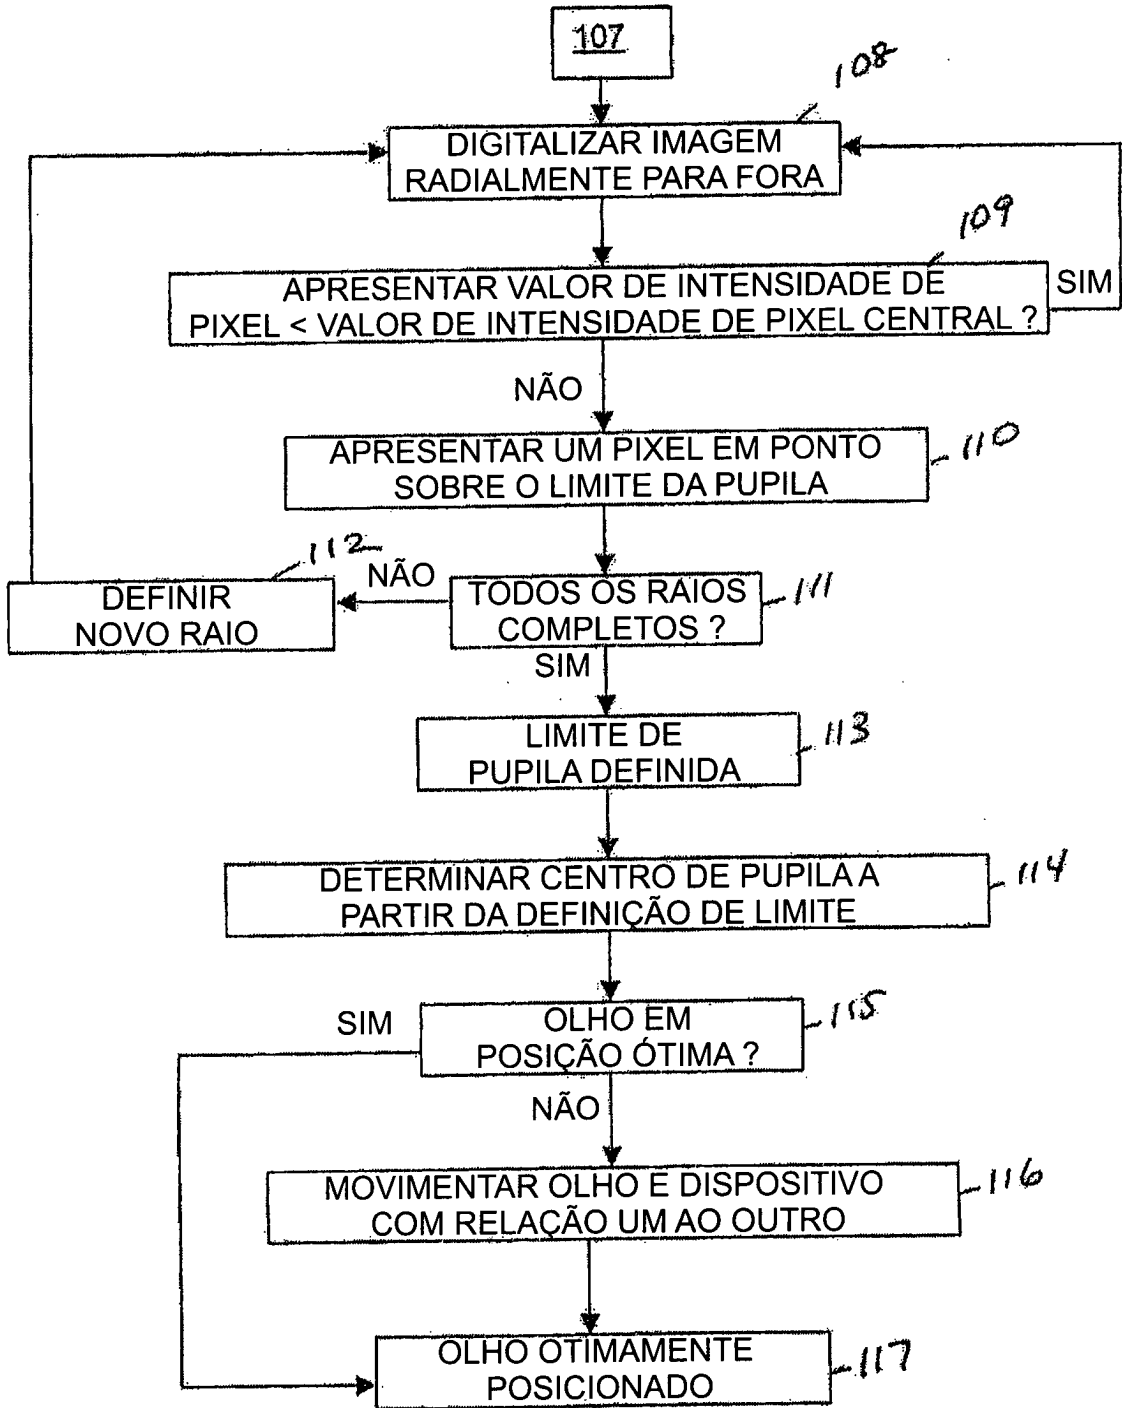 107
108
DIGITALIZAR IMAGEM
RADIALMENTE PARA FORA
109
APRESENTAR VALOR DE INTENSIDADE DE
PIXEL < VALOR DE INTENSIDADE DE PIXEL CENTRAL ?
SIM
NÃO
110
APRESENTAR UM PIXEL EM PONTO
SOBRE O LIMITE DA PUPILA
112
NÃO
DEFINIR
NOVO RAIO
TODOS OS RAIOS
COMPLETOS ?
111
SIM
LIMITE DE
PUPILA DEFINIDA
113
DETERMINAR CENTRO DE PUPILA A
PARTIR DA DEFINIÇÃO DE LIMITE
114
SIM
OLHO EM
POSIÇÃO ÓTIMA ?
115
NÃO
MOVIMENTAR OLHO E DISPOSITIVO
COM RELAÇÃO UM AO OUTRO
116
OLHO OTIMAMENTE
POSICIONADO
117